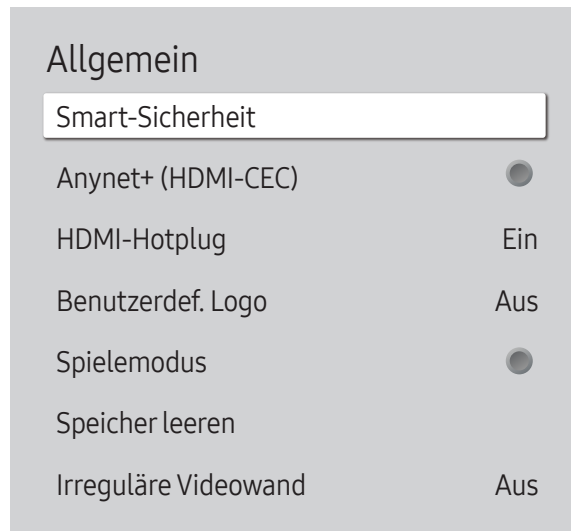 Allgemein
Smart-Sicherheit
Anynet+ (HDMI-CEC)
HDMI-Hotplug Ein
Benutzerdef. Logo Aus
Spielemodus
Speicher leeren
Irreguläre Videowand Aus